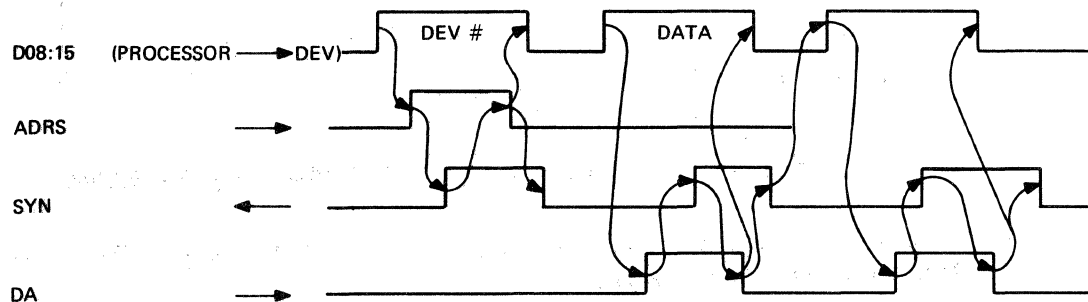 D08:15 (PROCESSOR DEV) DEV # DATA
ADRS
SYN
DA